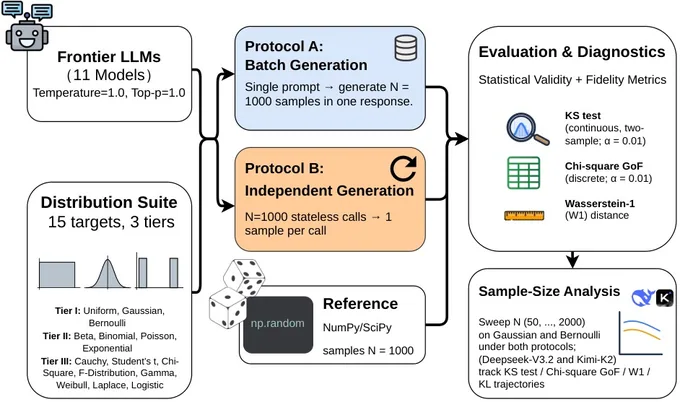 Frontier LLMs
（11 Models）
Temperature=1.0, Top-p=1.0
Distribution Suite
15 targets, 3 tiers
Tier I: Uniform, Gaussian,
Bernoulli
Tier II: Beta, Binomial, Poisson,
Exponential
Tier III: Cauchy, Student's t, Chi-
Square, F-Distribution, Gamma,
Weibull, Laplace, Logistic
Protocol A:
Batch Generation
Single prompt → generate N =
1000 samples in one response.
Protocol B:
Independent Generation
N=1000 stateless calls → 1
sample per call
np.random
Reference
NumPy/SciPy
samples N = 1000
Evaluation & Diagnostics
Statistical Validity + Fidelity Metrics
KS test
(continuous, two-
sample; α = 0.01)
Chi-square GoF
(discrete; α = 0.01)
Wasserstein-1
(W1) distance
Sample-Size Analysis
K
Sweep N (50, ..., 2000)
on Gaussian and Bernoulli
under both protocols;
(Deepseek-V3.2 and Kimi-K2)
track KS test / Chi-square GoF / W1 /
KL trajectories